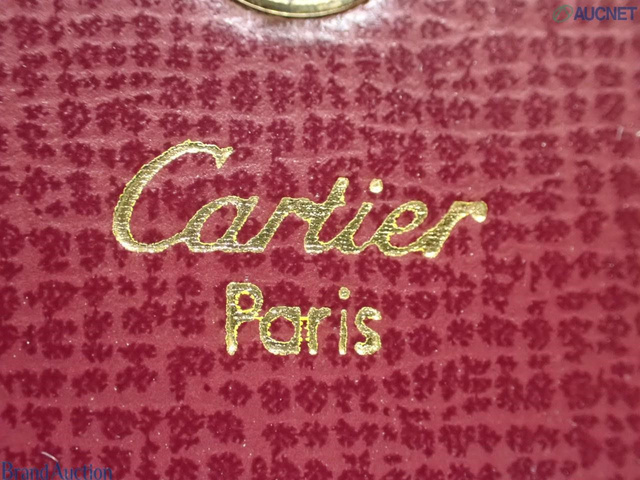 AUCNET
Cartier
Paris
Brand Auction